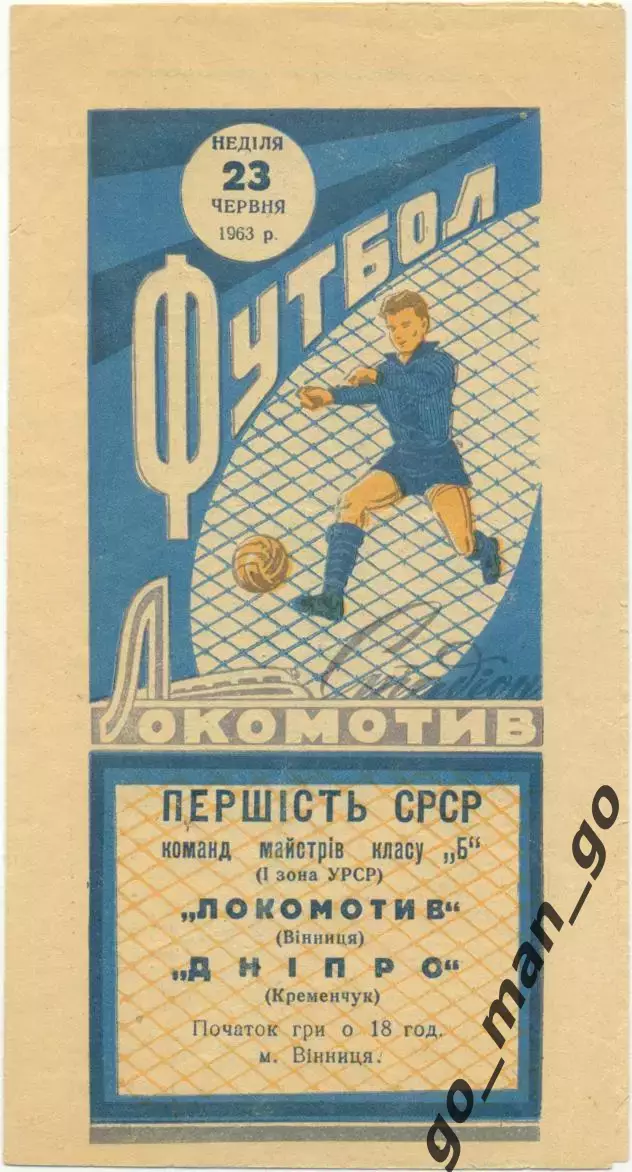 НЕДІЛЯ
23
ЧЕРВНЯ
1963 р.
ФУТБОЛ
Стадіон
ЛОКОМОТИВ
ПЕРШІСТЬ СРСР
команд майстрів класу „Б“
(І зона УРСР)
„ЛОКОМОТИВ“
(Вінниця)
„ДНІПРО“
(Кременчук)
Початок гри о 18 год.
м. Вінниця.
go_man_go